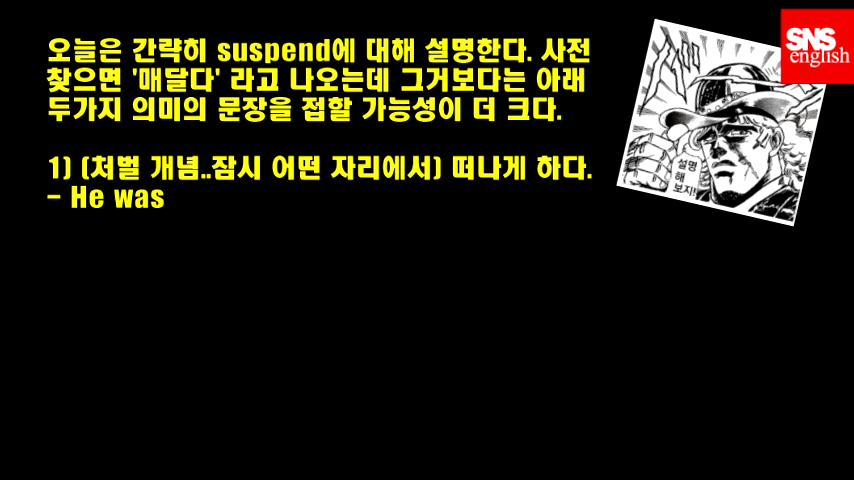 오늘은 간략히 suspend에 대해 설명한다. 사전
찾으면 '매달다' 라고 나오는데 그거보다는 아래
두가지 의미의 문장을 접할 가능성이 더 크다.
1) (처벌 개념..잠시 어떤 자리에서) 떠나게 하다.
- He was
설명
해
보지!
SNS
english